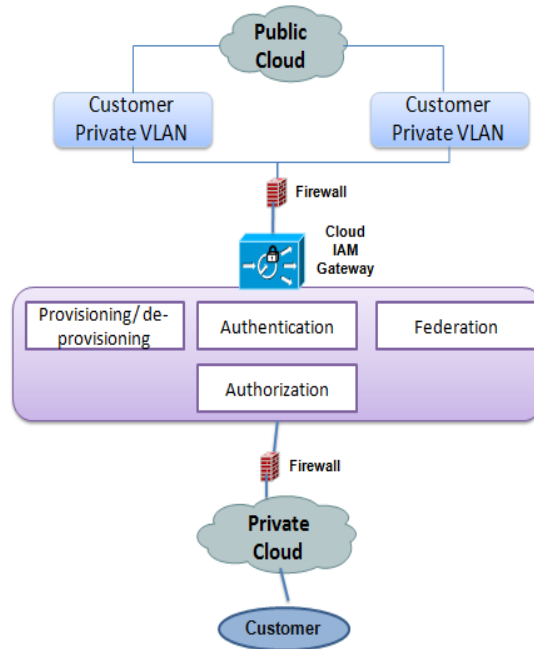 Public
Cloud
Customer
Private VLAN
Customer
Private VLAN
Firewall
Cloud
IAM
Gateway
Provisioning/ de-
provisioning
Authentication
Federation
Authorization
Firewall
Private
Cloud
Customer